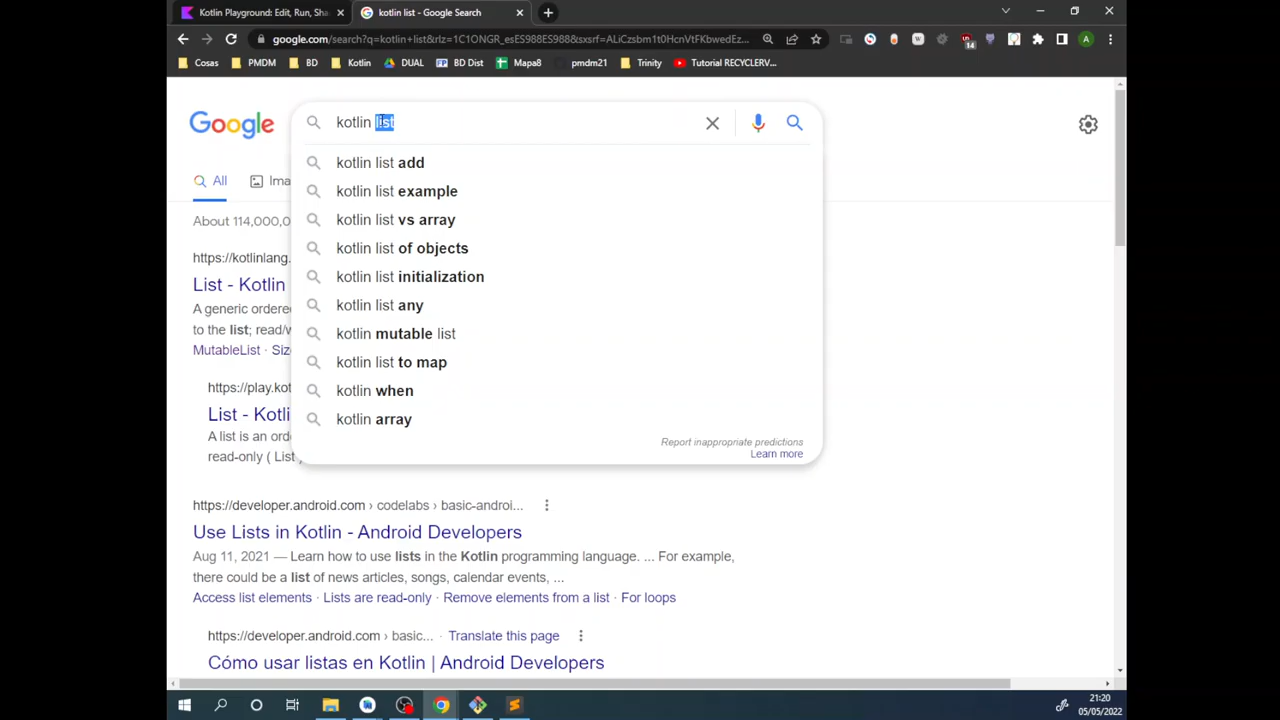 Kotlin Playground: Edit, Run, Sha
kotlin list - Google Search
google.com/search?q=kotlin+list&rlz=1C1ONGR_esES988ES9888&sxsrf=ALiCzsbm1t0HcnVtFKbwedEz...
14
A
Cosas
PMDM
BD
Kotlin
DUAL
FP BD Dist
Mapa8
pmdm21
Trinity
Tutorial RECYCLERV...
Google
kotlin list
All
Ima
kotlin list add
kotlin list example
kotlin list vs array
kotlin list of objects
kotlin list initialization
kotlin list any
kotlin mutable list
kotlin list to map
kotlin when
kotlin array
Report inappropriate predictions
Learn more
About 114,000,0
https://kotlinlang.
List - Kotlin
A generic ordere
to the list; read/w
MutableList · Siz
https://play.kot
List - Kotli
A list is an orde
read-only ( List )
https://developer.android.com › codelabs › basic-androi...
Use Lists in Kotlin - Android Developers
Aug 11, 2021 — Learn how to use lists in the Kotlin programming language. ... For example,
there could be a list of news articles, songs, calendar events, ...
Access list elements · Lists are read-only · Remove elements from a list · For loops
https://developer.android.com › basic... · Translate this page
Cómo usar listas en Kotlin | Android Developers
21:20
05/05/2022